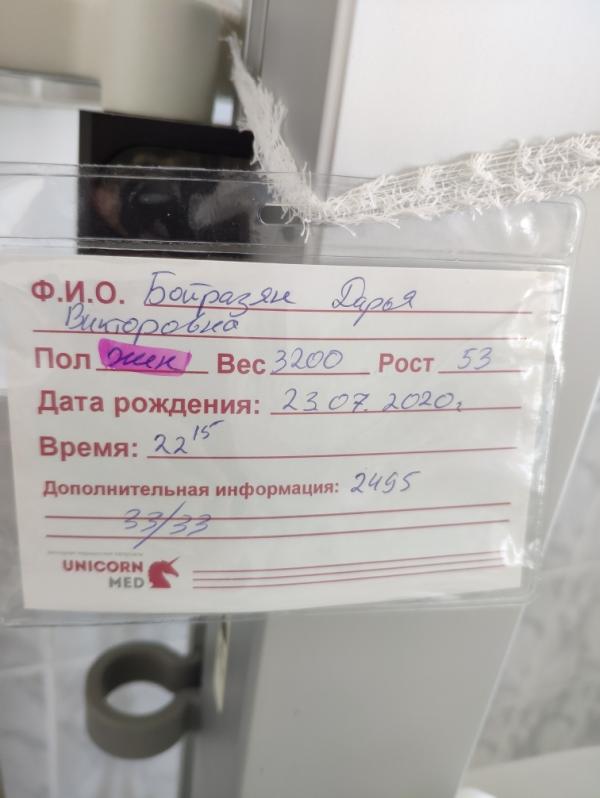 Ф.И.О. Бойразян Дарья
Викторовна
Пол жен Вес 3200 Рост 53
Дата рождения: 23.07.2020г
Время: 22 15
Дополнительная информация: 2495
33/33
UNICORN
MED